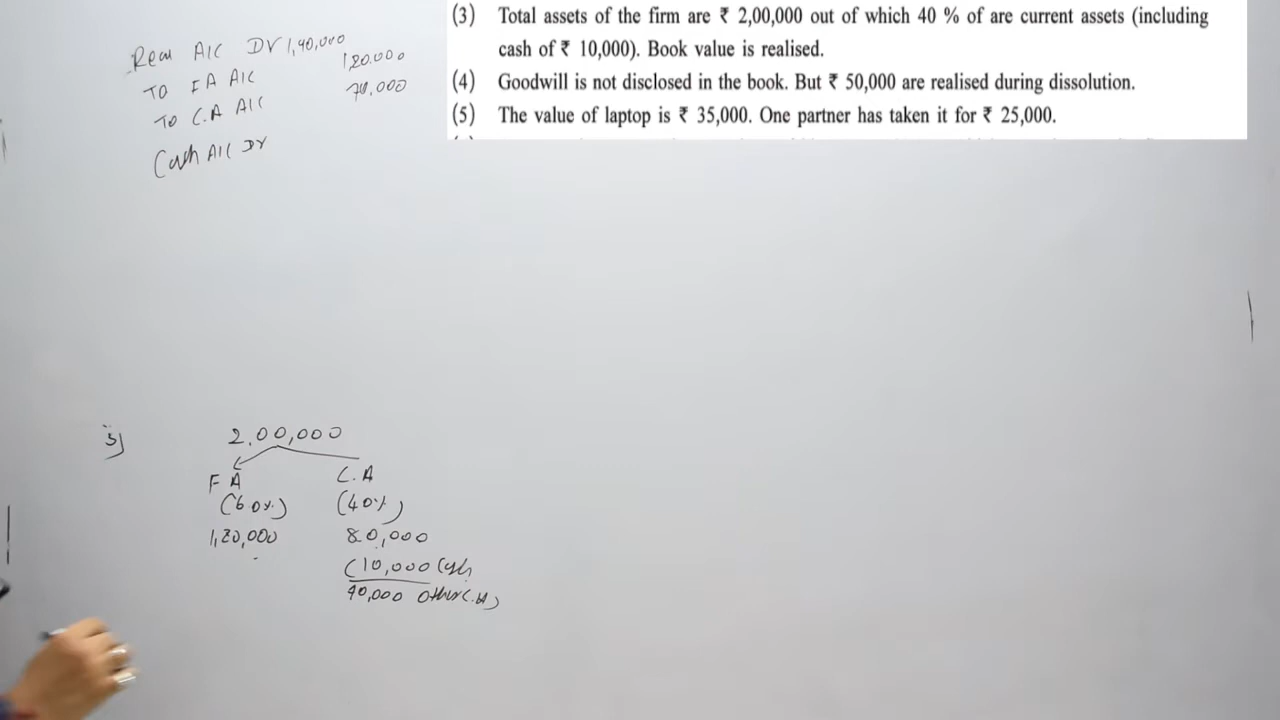 (3) Total assets of the firm are ₹ 2,00,000 out of which 40 % of are current assets (including
cash of ₹ 10,000). Book value is realised.
(4) Goodwill is not disclosed in the book. But ₹ 50,000 are realised during dissolution.
(5) The value of laptop is ₹ 35,000. One partner has taken it for ₹ 25,000.
A/C DR 1,90,000
TO FA A/C 1,20,000
TO C.A A/C 70,000
Cash A/C DR
3) 2,00,000
F A C.A
(60%) (40%)
1,20,000 80,000
(10,000 Cash
70,000 other C.A)